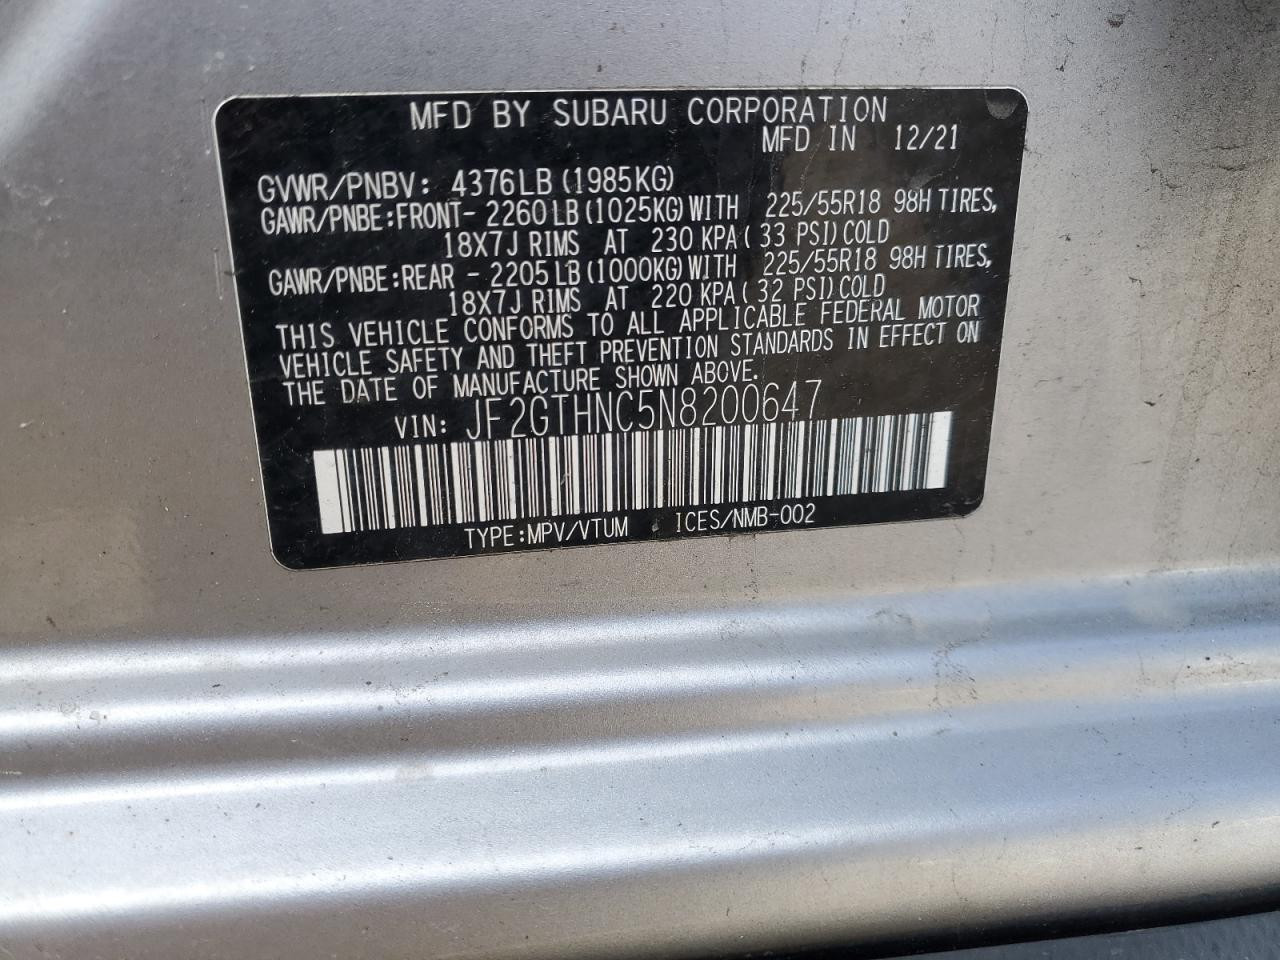 MFD BY SUBARU CORPORATION
MFD IN 12/21
GVWR/PNBV: 4376LB(1985KG)
GAWR/PNBE:FRONT- 2260LB(1025KG)WITH 225/55R18 98H TIRES,
18X7J RIMS AT 230 KPA( 33 PSI)COLD
GAWR/PNBE:REAR - 2205LB(1000KG)WITH 225/55R18 98H TIRES,
18X7J RIMS AT 220 KPA( 32 PSI)COLD
THIS VEHICLE CONFORMS TO ALL APPLICABLE FEDERAL MOTOR
VEHICLE SAFETY AND THEFT PREVENTION STANDARDS IN EFFECT ON
THE DATE OF MANUFACTURE SHOWN ABOVE.
VIN: JF2GTHNC5N8200647
TYPE:MPV/VTUM ICES/NMB-002